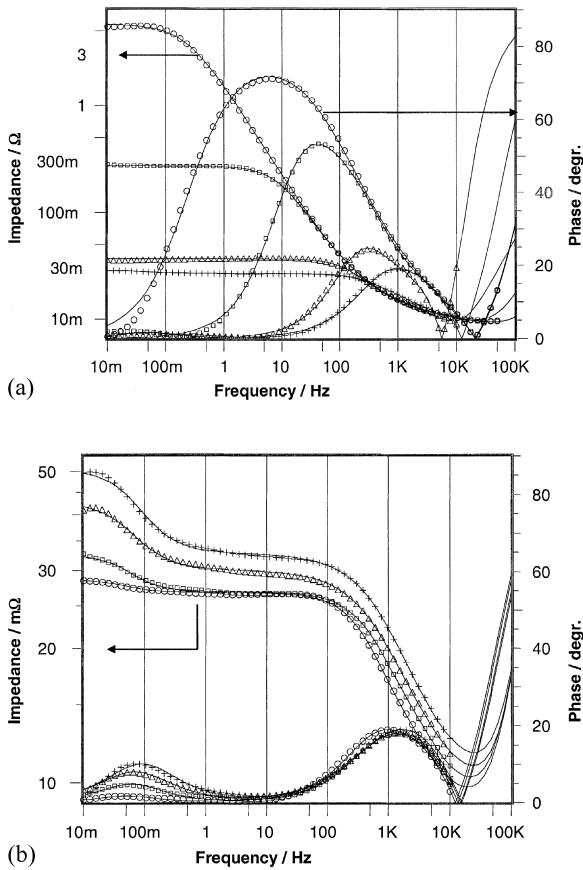 3
1
300m
100m
30m
10m
Impedance / Ω
80
60
40
20
0
Phase / degr.
10m 100m 1 10 100 1K 10K 100K
Frequency / Hz
(a)
50
30
20
10
Impedance / mΩ
80
60
40
20
0
Phase / degr.
10m 100m 1 10 100 1K 10K 100K
Frequency / Hz
(b)